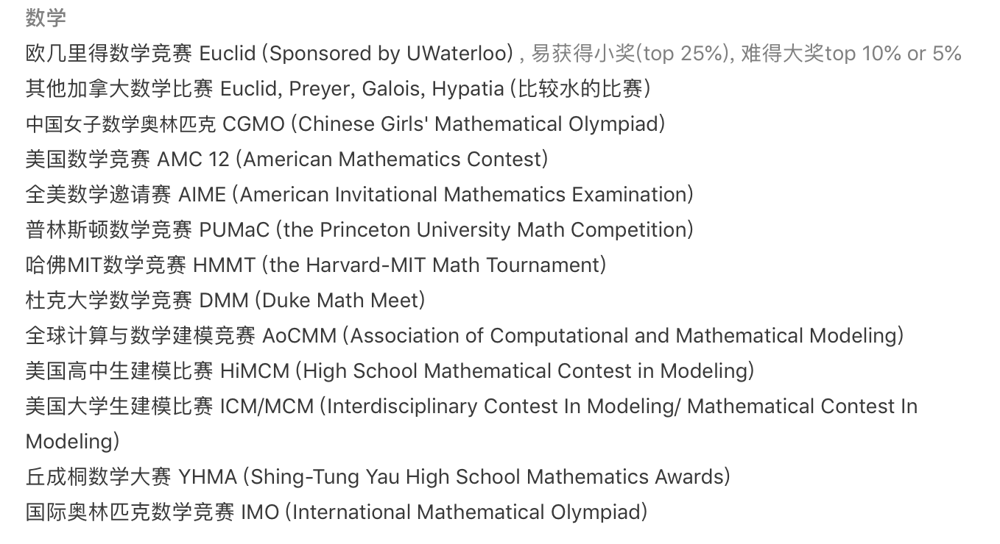 数学
欧几里得数学竞赛 Euclid (Sponsored by UWaterloo) , 易获得小奖(top 25%), 难得大奖top 10% or 5%
其他加拿大数学比赛 Euclid, Preyer, Galois, Hypatia (比较水的比赛)
中国女子数学奥林匹克 CGMO (Chinese Girls' Mathematical Olympiad)
美国数学竞赛 AMC 12 (American Mathematics Contest)
全美数学邀请赛 AIME (American Invitational Mathematics Examination)
普林斯顿数学竞赛 PUMaC (the Princeton University Math Competition)
哈佛MIT数学竞赛 HMMT (the Harvard-MIT Math Tournament)
杜克大学数学竞赛 DMM (Duke Math Meet)
全球计算与数学建模竞赛 AoCMM (Association of Computational and Mathematical Modeling)
美国高中生建模比赛 HiMCM (High School Mathematical Contest in Modeling)
美国大学生建模比赛 ICM/MCM (Interdisciplinary Contest In Modeling/ Mathematical Contest In
Modeling)
丘成桐数学大赛 YHMA (Shing-Tung Yau High School Mathematics Awards)
国际奥林匹克数学竞赛 IMO (International Mathematical Olympiad)